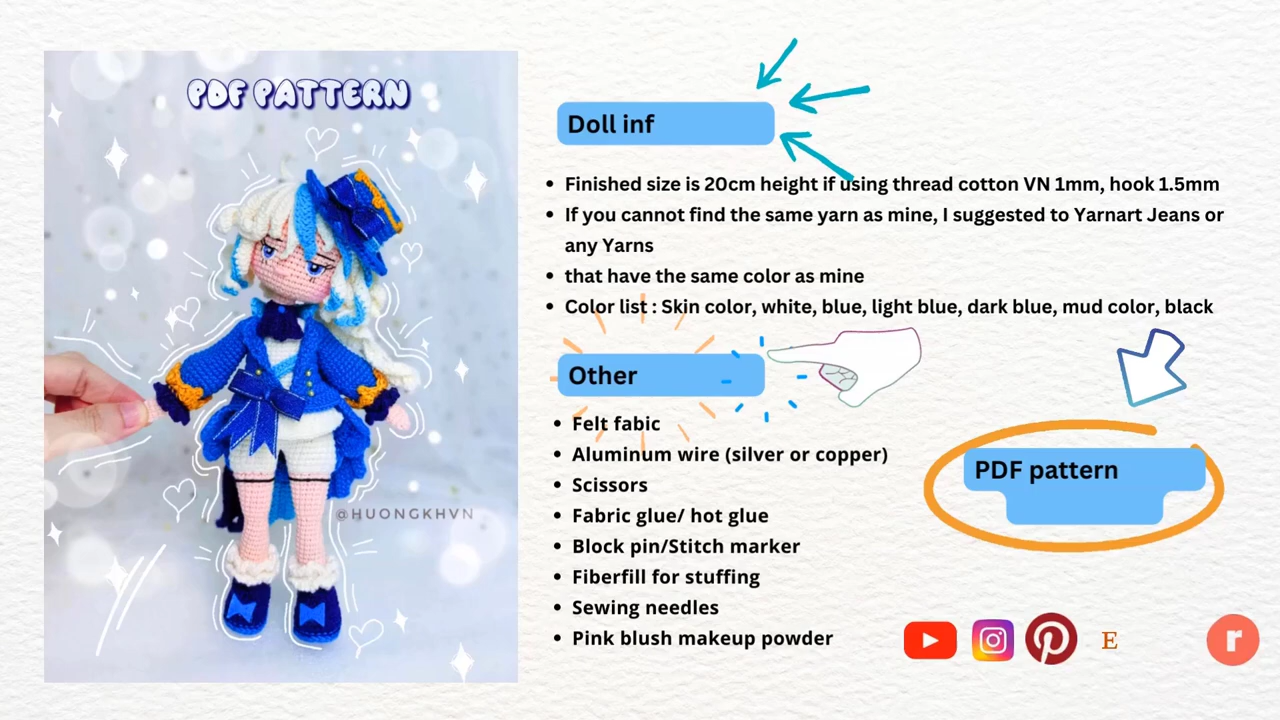 PDF PATTERN
@HUONGKHVN
Doll inf
• Finished size is 20cm height if using thread cotton VN 1mm, hook 1.5mm
• If you cannot find the same yarn as mine, I suggested to Yarnart Jeans or
any Yarns
• that have the same color as mine
• Color list : Skin color, white, blue, light blue, dark blue, mud color, black
Other
• Felt fabic
• Aluminum wire (silver or copper)
• Scissors
• Fabric glue/ hot glue
• Block pin/Stitch marker
• Fiberfill for stuffing
• Sewing needles
• Pink blush makeup powder
PDF pattern
E
r